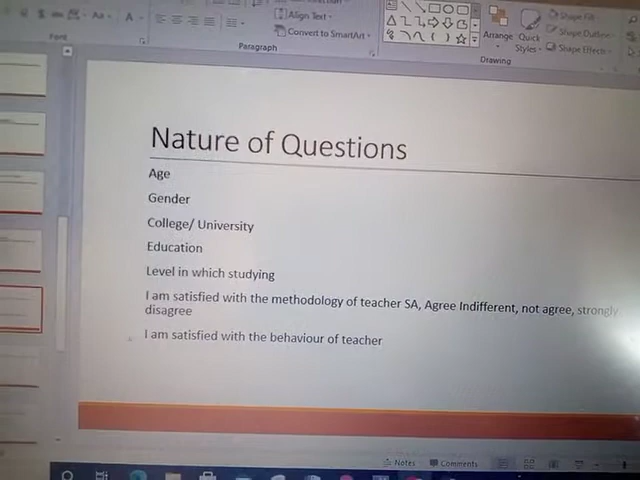 Font
Aa
A
Align Text
Convert to SmartArt
Paragraph
Arrange
Quick
Styles
Shape Fill
Shape Outline
Shape Effects
Drawing
Nature of Questions
Age
Gender
College/ University
Education
Level in which studying
I am satisfied with the methodology of teacher SA, Agree Indifferent, not agree, strongly
disagree
I am satisfied with the behaviour of teacher
Notes
Comments